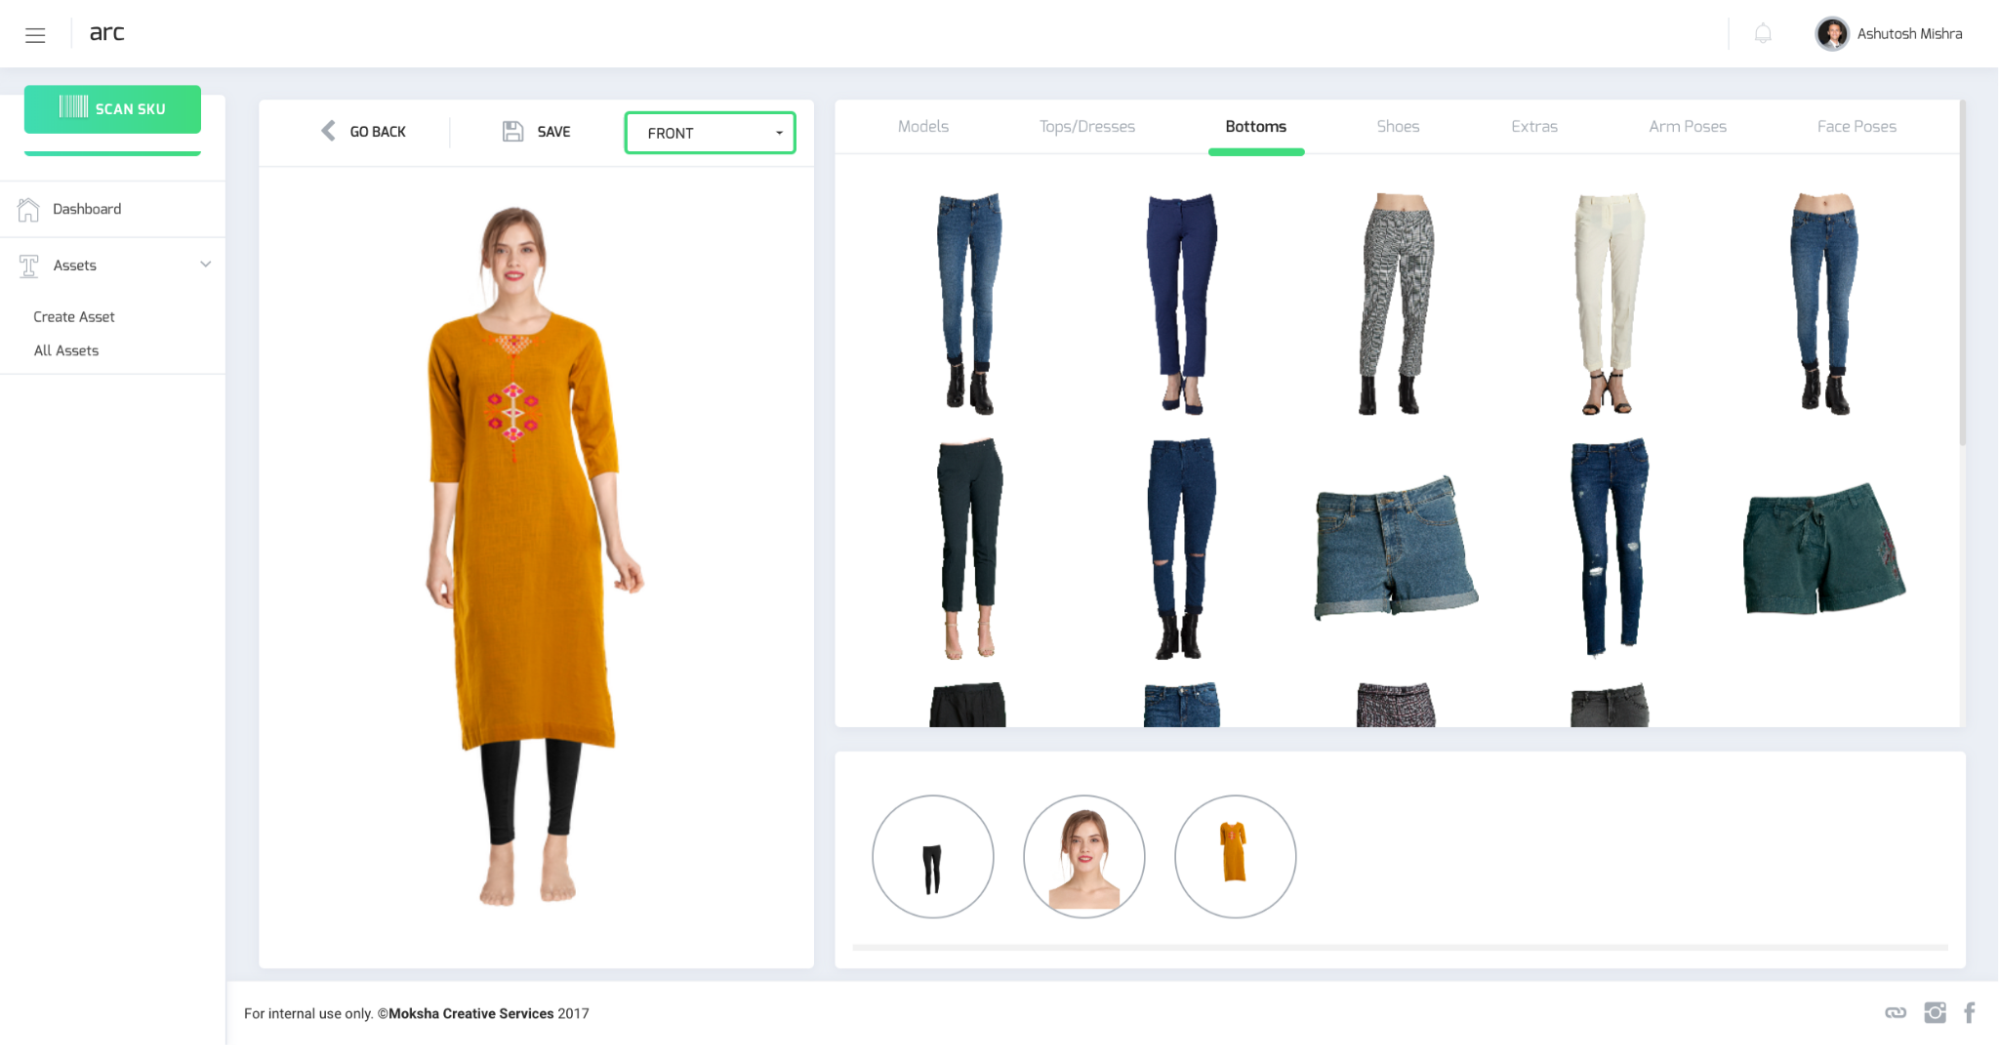 arc
Ashutosh Mishra
SCAN SKU
Dashboard
Assets
Create Asset
All Assets
GO BACK
SAVE
FRONT
Models
Tops/Dresses
Bottoms
Shoes
Extras
Arm Poses
Face Poses
For internal use only. ©Moksha Creative Services 2017